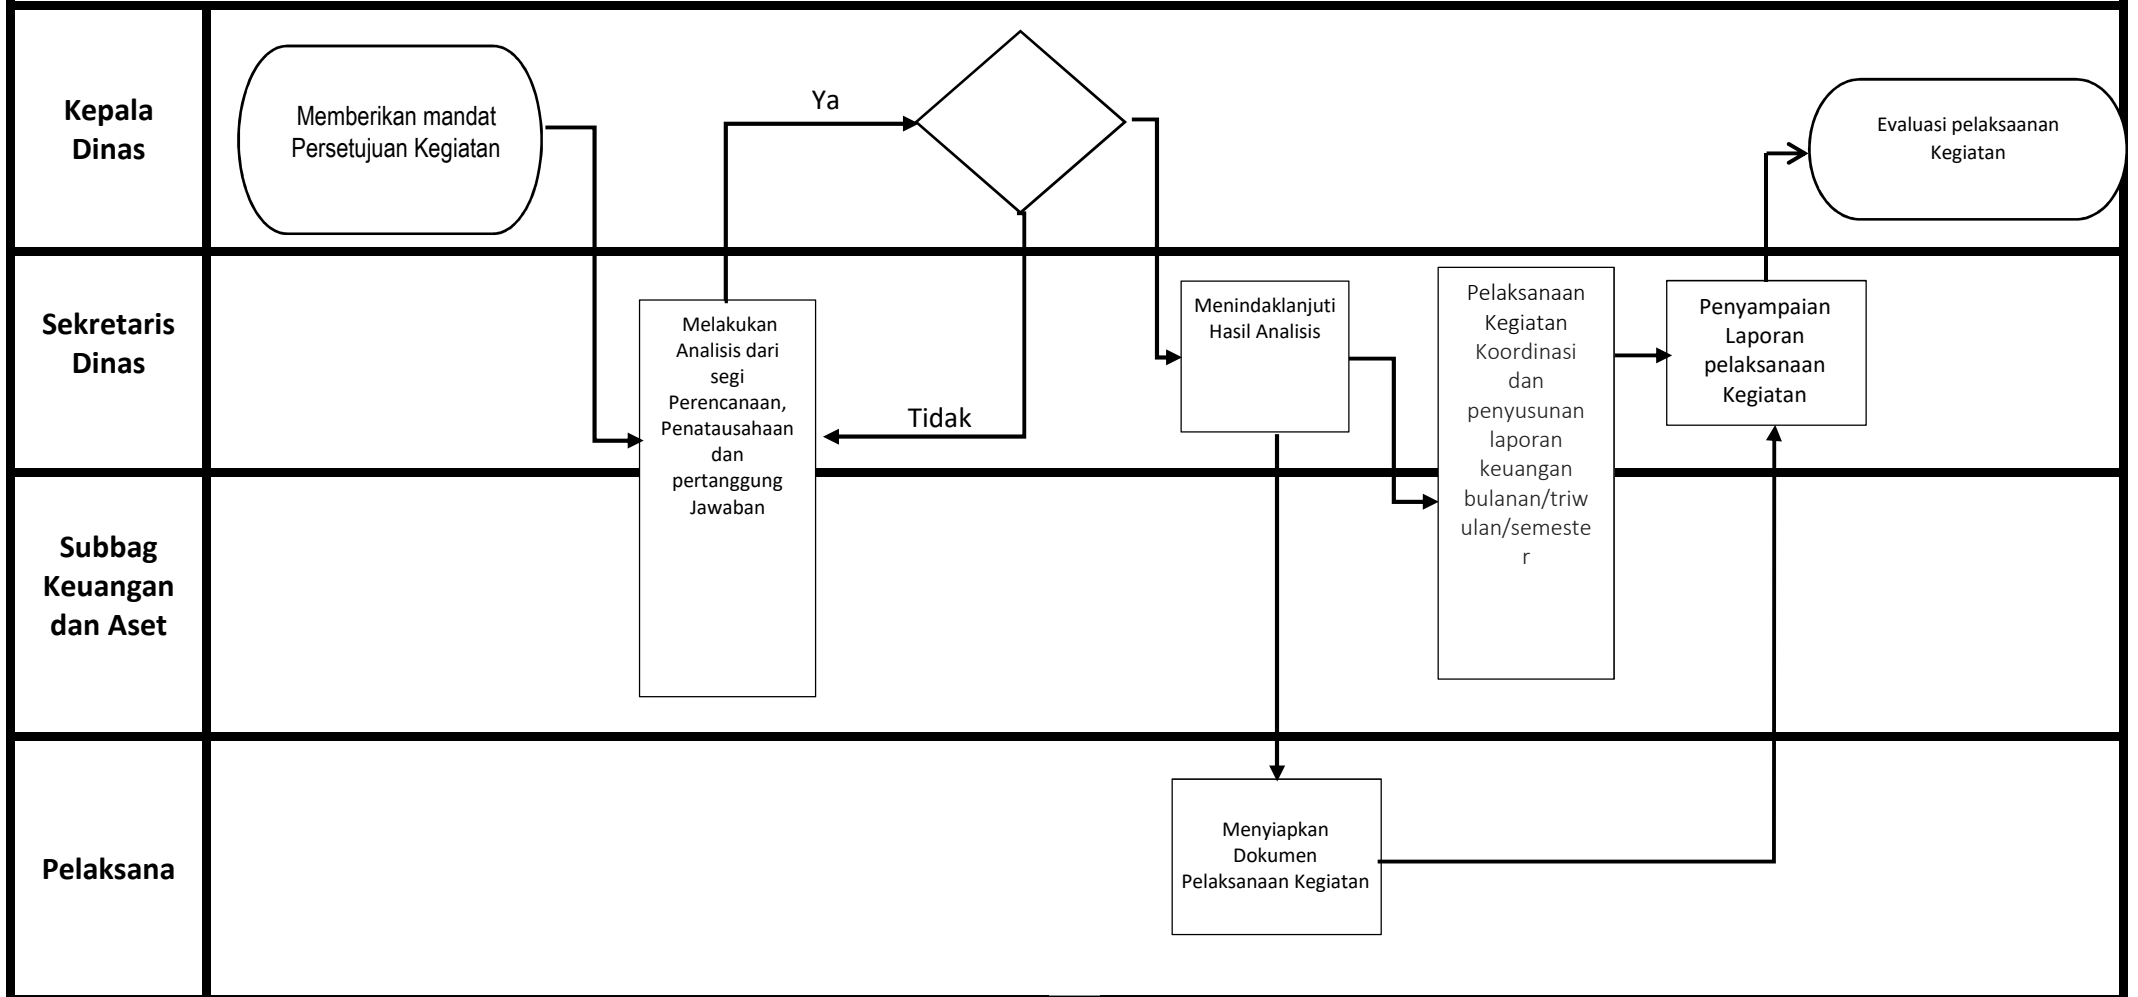 Kepala
Dinas
Memberikan mandat
Persetujuan Kegiatan
Ya
Evaluasi pelaksaanan
Kegiatan
Sekretaris
Dinas
Melakukan
Analisis dari
segi
Perencanaan,
Penatausahaan
dan
pertanggung
Jawaban
Tidak
Menindaklanjuti
Hasil Analisis
Pelaksanaan
Kegiatan
Koordinasi
dan
penyusunan
laporan
keuangan
bulanan/triw
ulan/semeste
r
Penyampaian
Laporan
pelaksanaan
Kegiatan
Subbag
Keuangan
dan Aset
Pelaksana
Menyiapkan
Dokumen
Pelaksanaan Kegiatan